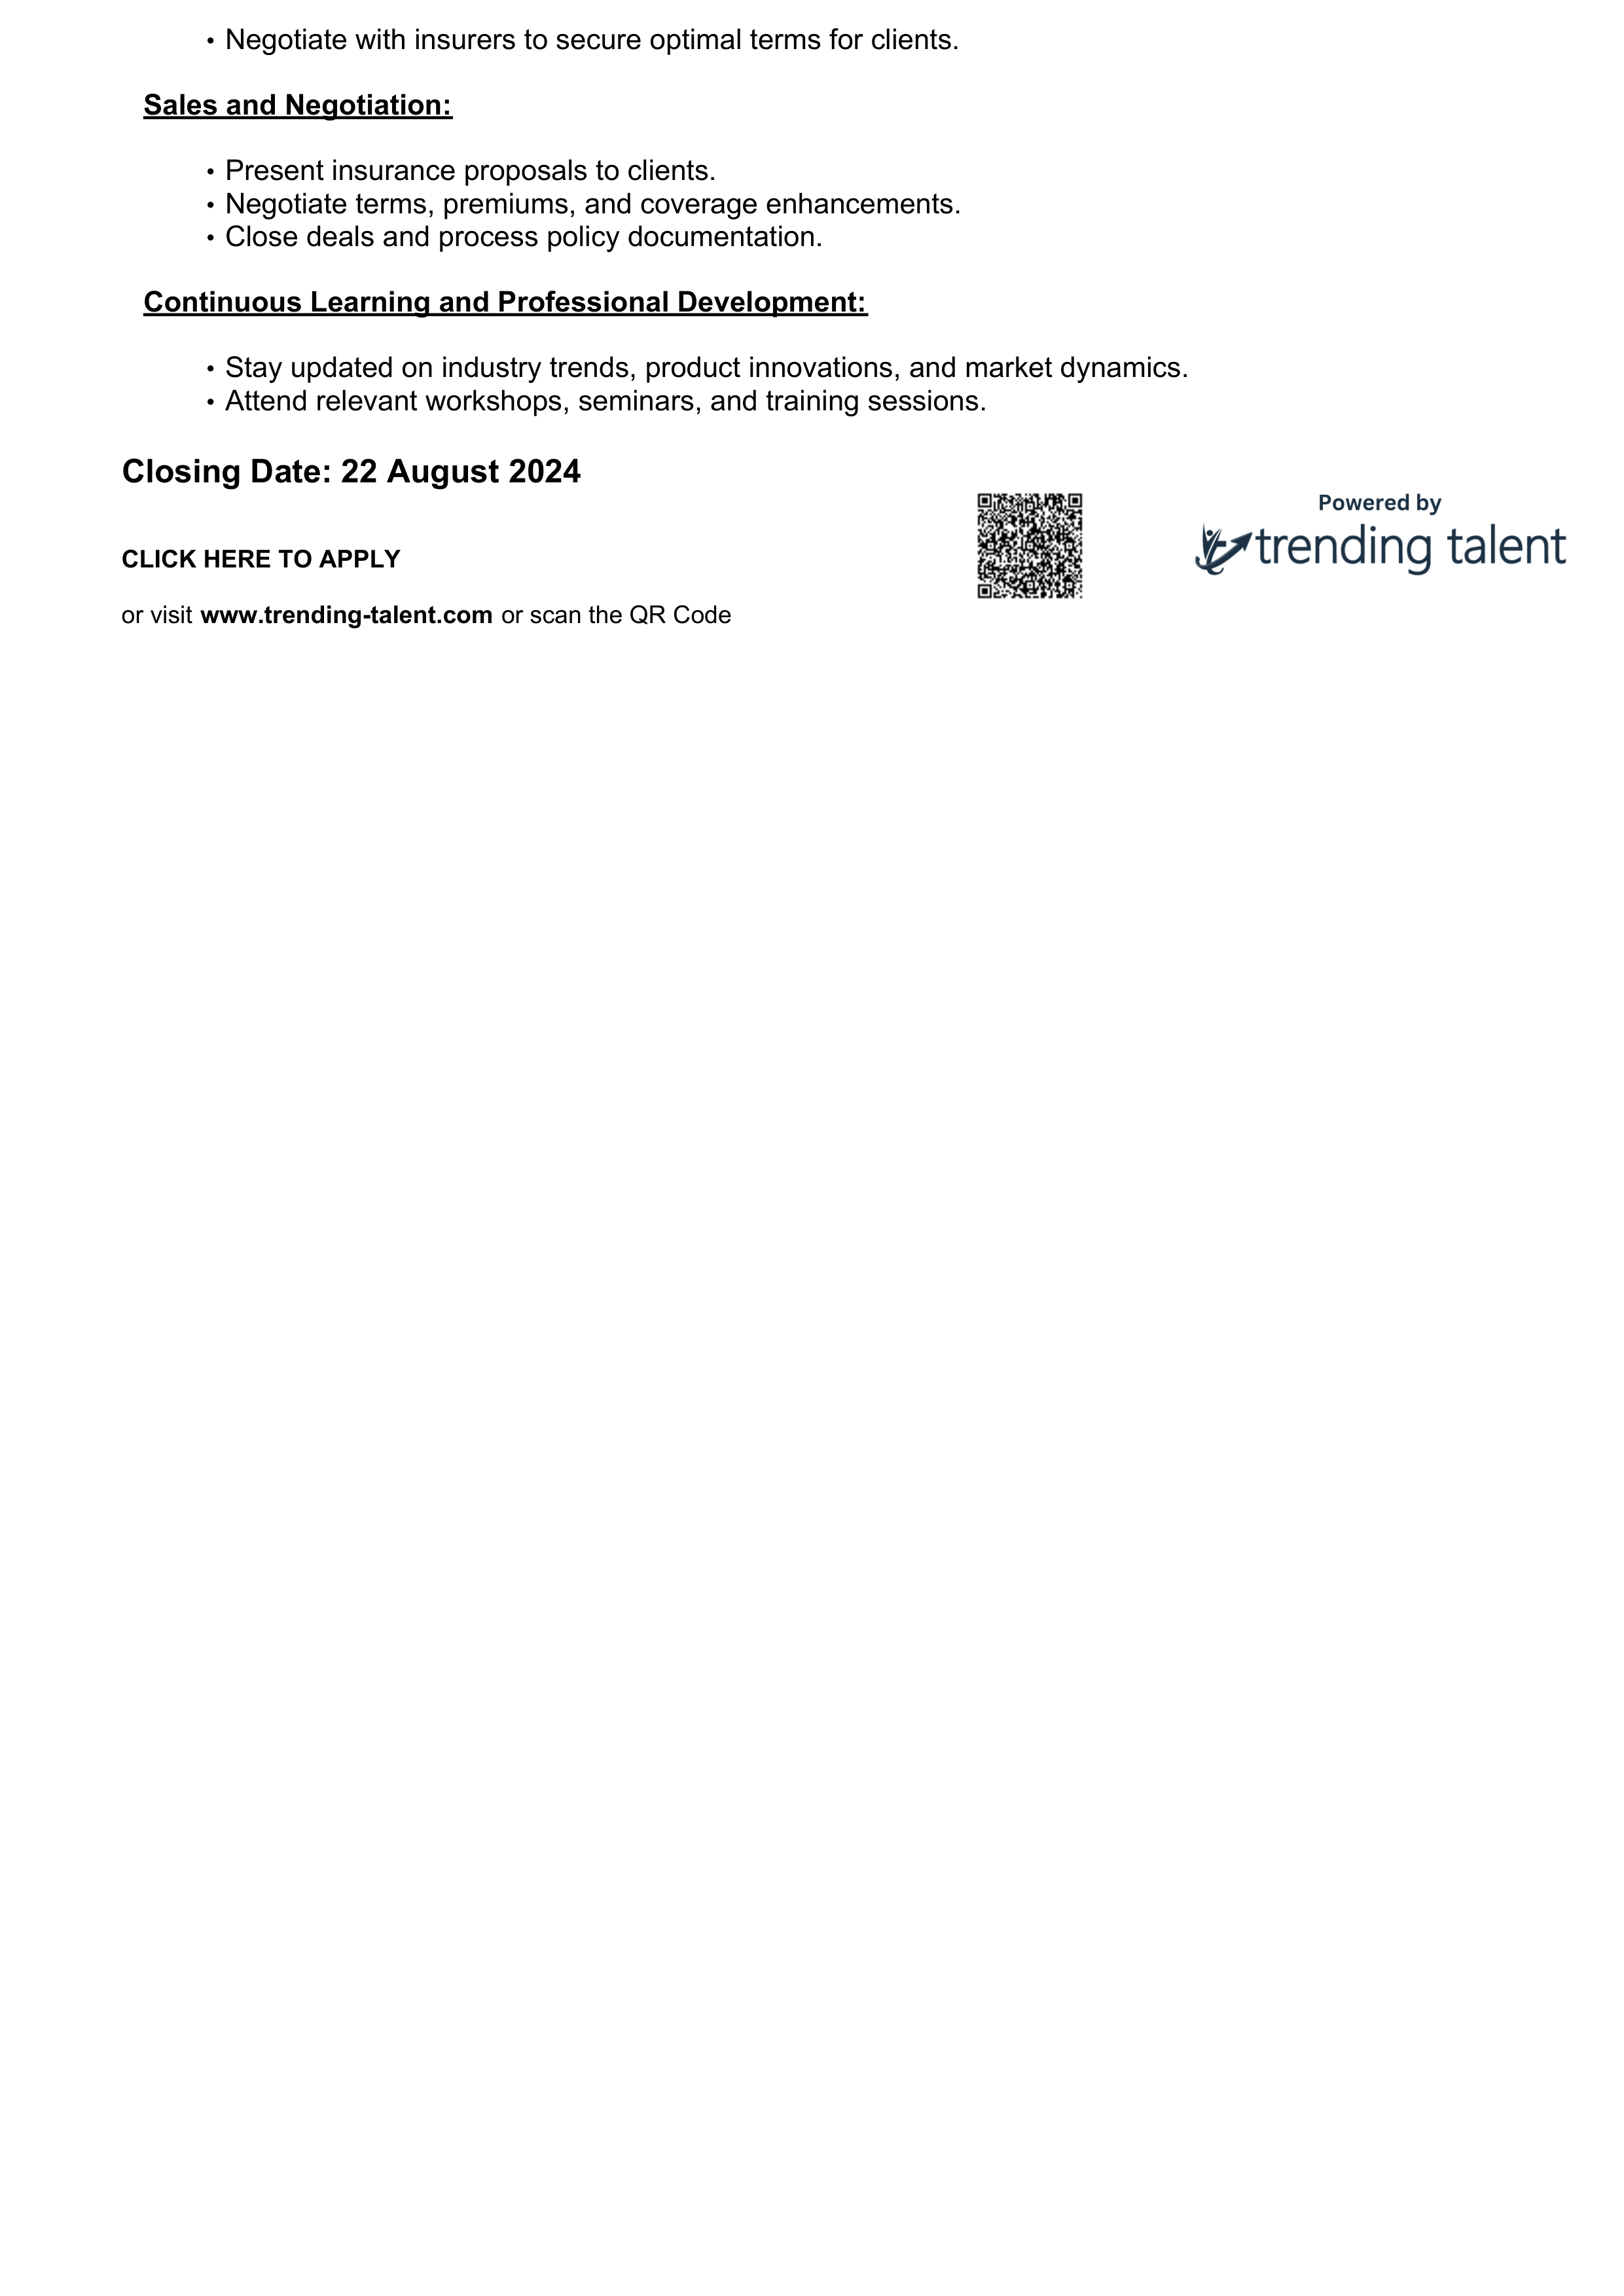 • Negotiate with insurers to secure optimal terms for clients.
Sales and Negotiation:
• Present insurance proposals to clients.
• Negotiate terms, premiums, and coverage enhancements.
• Close deals and process policy documentation.
Continuous Learning and Professional Development:
• Stay updated on industry trends, product innovations, and market dynamics.
• Attend relevant workshops, seminars, and training sessions.
Closing Date: 22 August 2024
Powered by
trending talent
CLICK HERE TO APPLY
or visit www.trending-talent.com or scan the QR Code